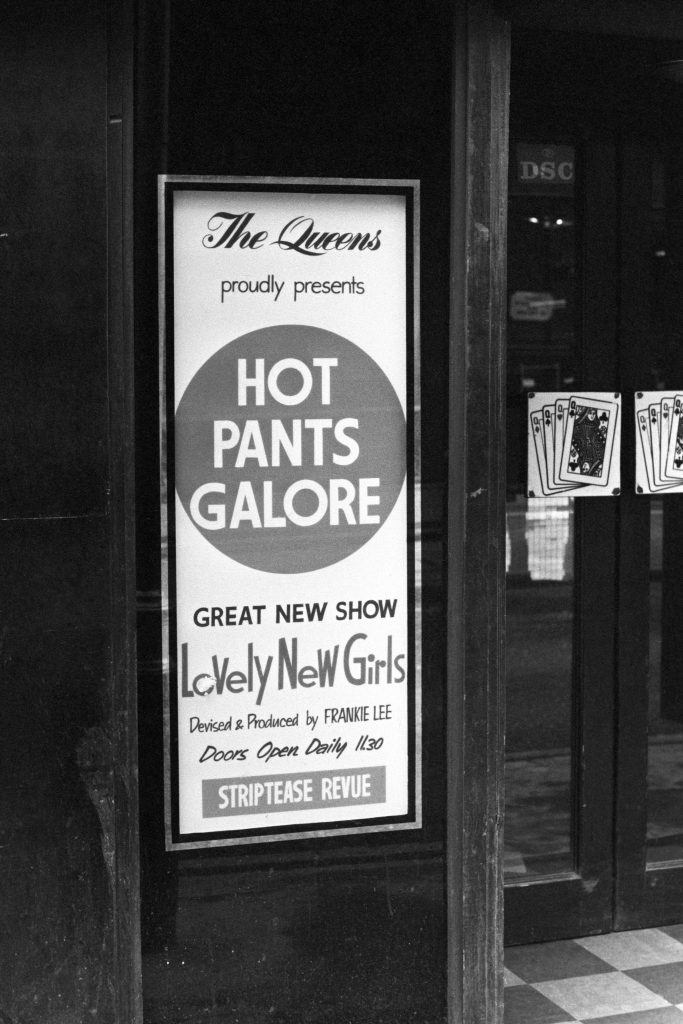 The Queens
proudly presents
HOT
PANTS
GALORE
GREAT NEW SHOW
LoVely NeW GirLs
Devised & Produced by FRANKIE LEE
Doors Open Daily 11.30
STRIPTEASE REVUE
DSC
Q Q Q Q
Q Q Q